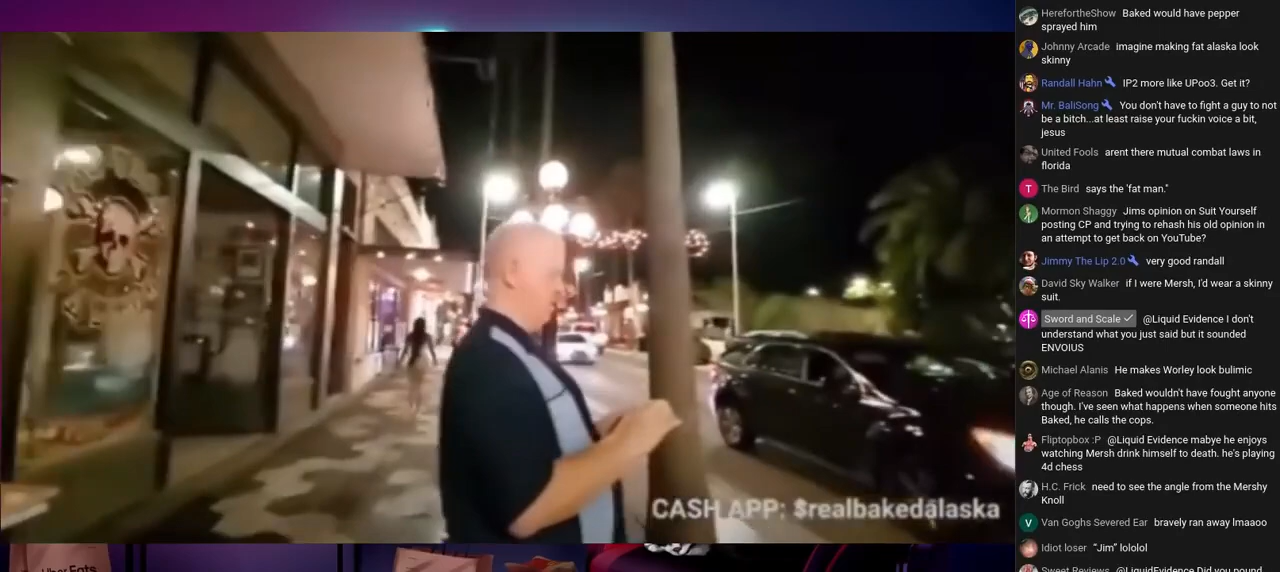 CASH APP: $realbakedalaska
Uber Eats
HerefortheShow Baked would have pepper
sprayed him
Johnny Arcade imagine making fat alaska look
skinny
Randall Hahn IP2 more like UPoo3. Get it?
Mr. BaliSong You don't have to fight a guy to not
be a bitch...at least raise your fuckin voice a bit,
jesus
United Fools arent there mutual combat laws in
florida
T The Bird says the 'fat man."
Mormon Shaggy Jims opinion on Suit Yourself
posting CP and trying to rehash his old opinion in
an attempt to get back on YouTube?
Jimmy The Lip 2.0 very good randall
David Sky Walker if I were Mersh, I'd wear a skinny
suit.
Sword and Scale @Liquid Evidence I don't
understand what you just said but it sounded
ENVOIUS
Michael Alanis He makes Worley look bulimic
Age of Reason Baked wouldn't have fought anyone
though. I've seen what happens when someone hits
Baked, he calls the cops.
Fliptopbox :P @Liquid Evidence mabye he enjoys
watching Mersh drink himself to death. he's playing
4d chess
H.C. Frick need to see the angle from the Mershy
Knoll
V Van Goghs Severed Ear bravely ran away lmaaoo
Idiot loser “Jim” lololol
Sweet Reviews @LiquidEvidence Did you pound